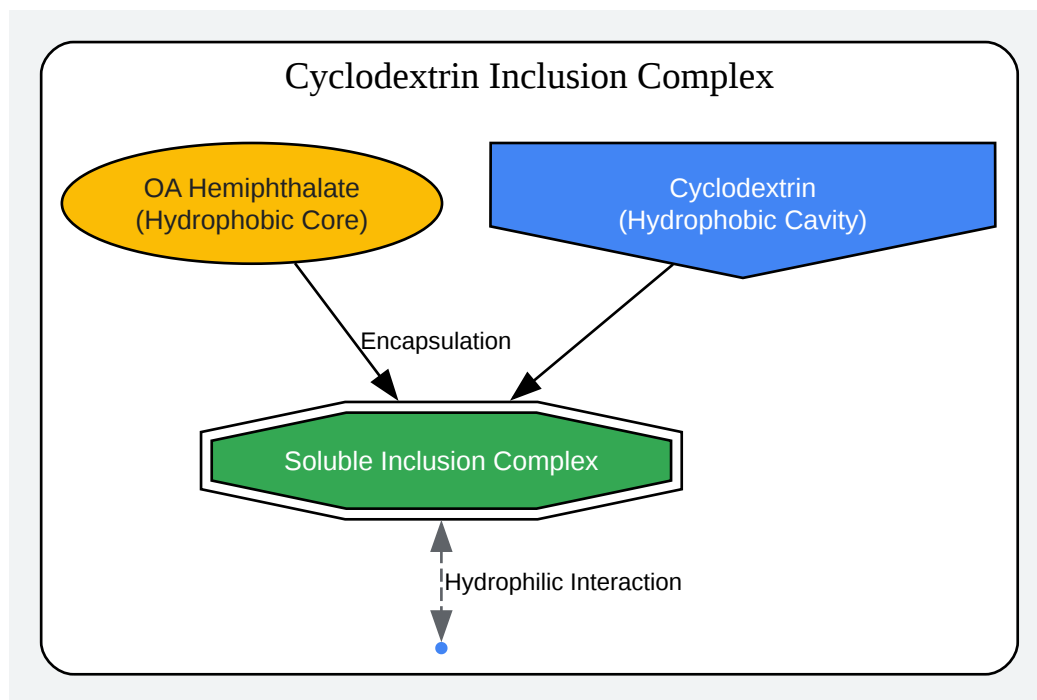 Cyclodextrin Inclusion Complex
OA Hemiphthalate
(Hydrophobic Core)
Cyclodextrin
(Hydrophobic Cavity)
Encapsulation
Soluble Inclusion Complex
Hydrophilic Interaction